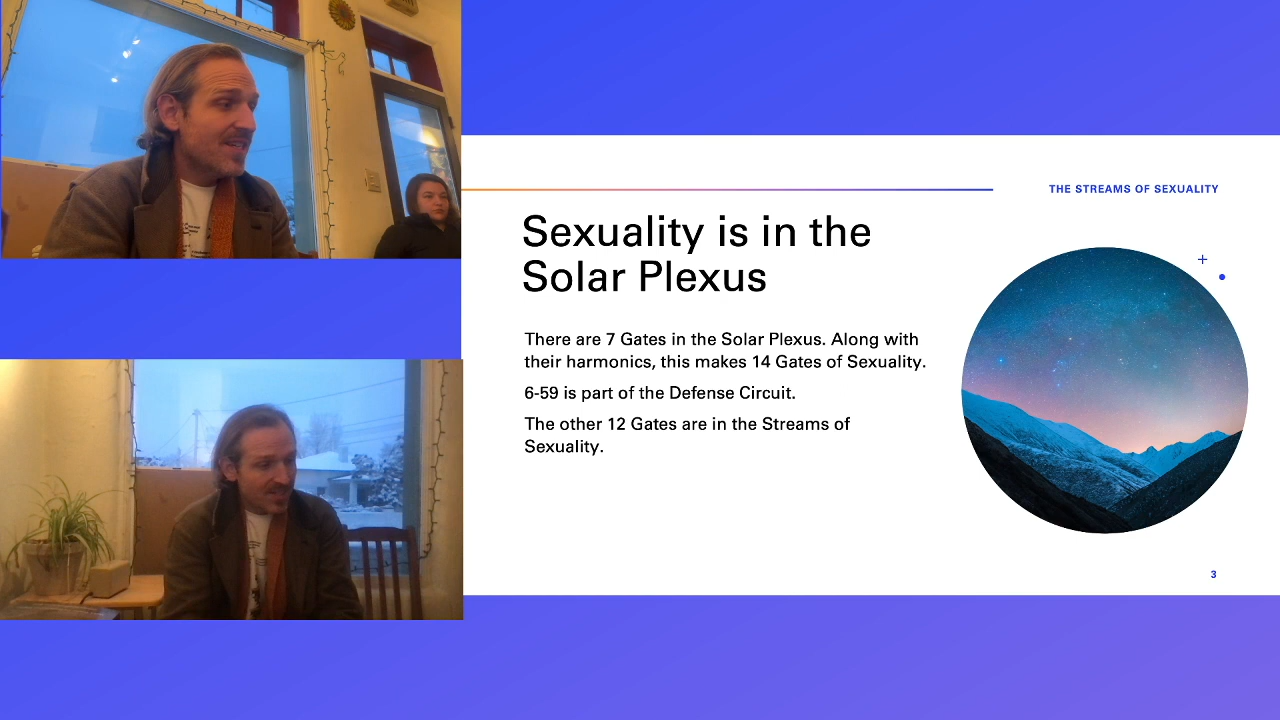 THE STREAMS OF SEXUALITY
Sexuality is in the
Solar Plexus
There are 7 Gates in the Solar Plexus. Along with
their harmonics, this makes 14 Gates of Sexuality.
6-59 is part of the Defense Circuit.
The other 12 Gates are in the Streams of
Sexuality.
3